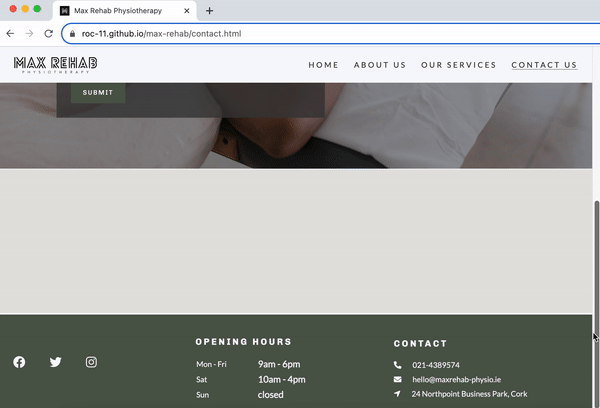 Max Rehab Physiotherapy
roc-11.github.io/max-rehab/contact.html
MAX REHAB
PHYSIOTHERAPY
HOME ABOUT US OUR SERVICES CONTACT US
SUBMIT
OPENING HOURS
Mon - Fri 9am - 6pm
Sat 10am - 4pm
Sun closed
CONTACT
021-4389574
hello@maxrehab-physio.ie
24 Northpoint Business Park, Cork